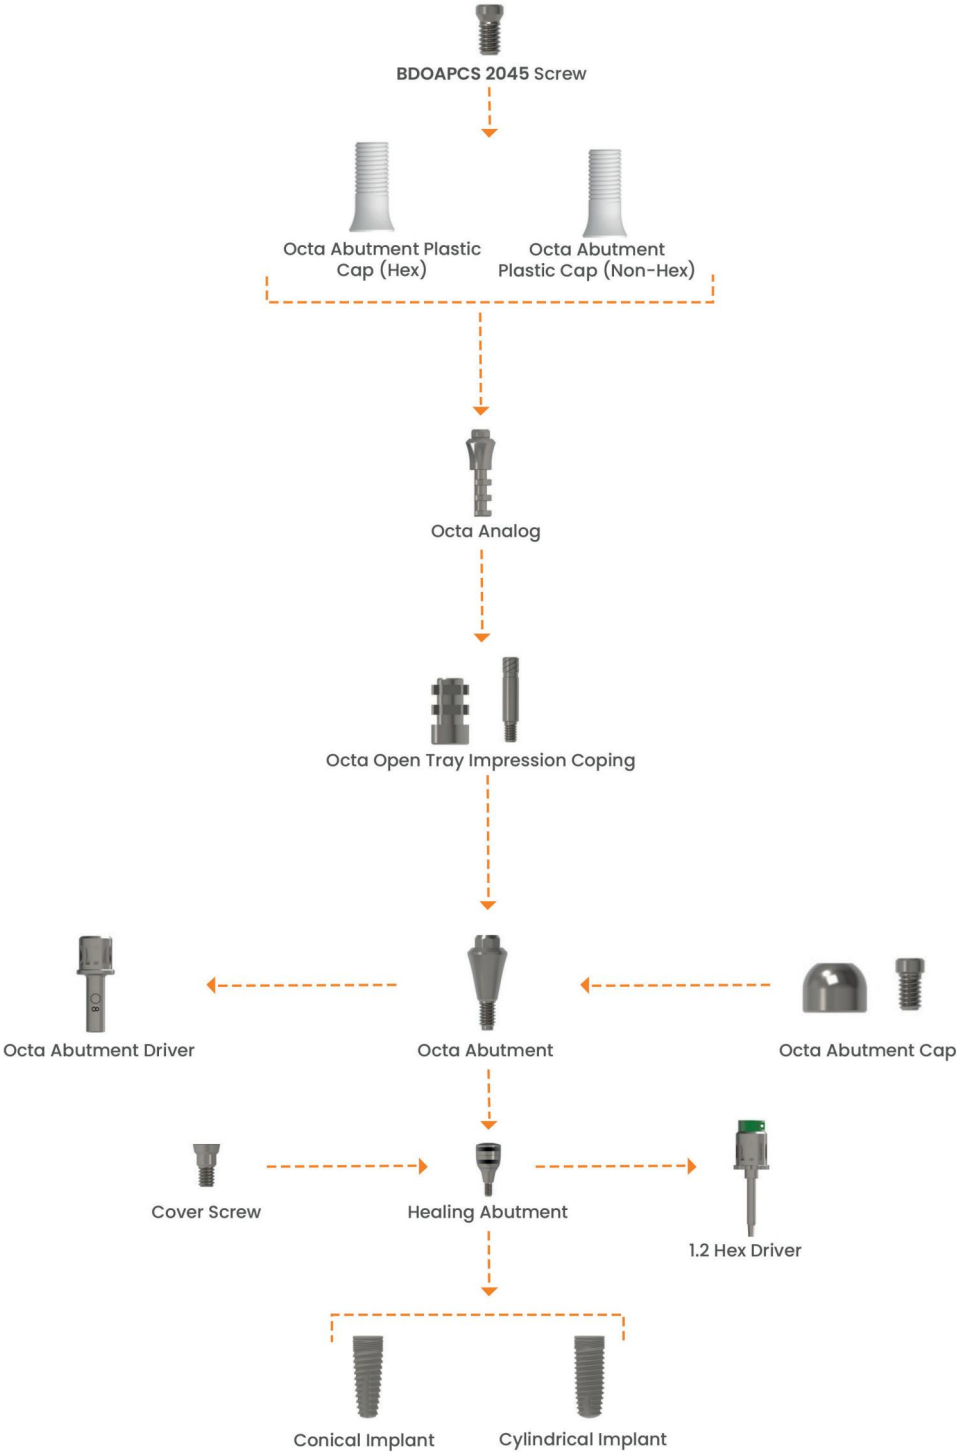 BDOAPCS 2045 Screw
Octa Abutment Plastic
Cap (Hex)
Octa Abutment
Plastic Cap (Non-Hex)
Octa Analog
Octa Open Tray Impression Coping
8
Octa Abutment Driver
Octa Abutment
Octa Abutment Cap
Cover Screw
Healing Abutment
1.2 Hex Driver
Conical Implant
Cylindrical Implant